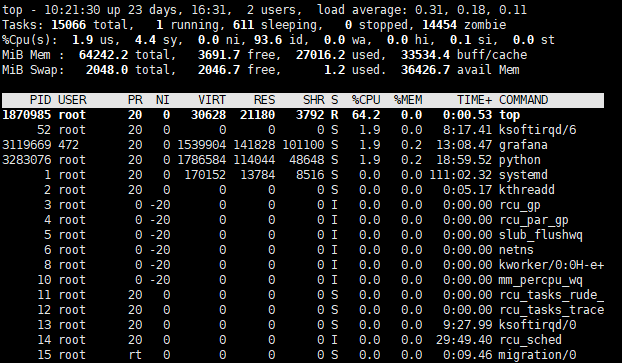 top - 10:21:30 up 23 days, 16:31,  2 users,  load average: 0.31, 0.18, 0.11
Tasks: 15066 total,   1 running, 611 sleeping,   0 stopped, 14454 zombie
%Cpu(s):  1.9 us,  4.4 sy,  0.0 ni, 93.6 id,  0.0 wa,  0.0 hi,  0.1 si,  0.0 st
MiB Mem :  64242.2 total,   3691.7 free,  27016.2 used,  33534.4 buff/cache
MiB Swap:   2048.0 total,   2046.7 free,      1.2 used.  36426.7 avail Mem
PID USER      PR  NI    VIRT    RES    SHR S  %CPU  %MEM     TIME+ COMMAND
1870985 root      20   0   30628  21180   3792 R  64.2   0.0   0:00.53 top
52 root      20   0       0      0      0 S   1.9   0.0   8:17.41 ksoftirqd/6
3119669 472       20   0 1539904 141828 101100 S   1.9   0.2  13:08.47 grafana
3283076 root      20   0 1786584 114044  48648 S   1.9   0.2  18:59.52 python
1 root      20   0  170152  13784   8516 S   0.0   0.0 111:02.32 systemd
2 root      20   0       0      0      0 S   0.0   0.0   0:05.17 kthreadd
3 root       0 -20       0      0      0 I   0.0   0.0   0:00.00 rcu_gp
4 root       0 -20       0      0      0 I   0.0   0.0   0:00.00 rcu_par_gp
5 root       0 -20       0      0      0 I   0.0   0.0   0:00.00 slub_flushwq
6 root       0 -20       0      0      0 I   0.0   0.0   0:00.00 netns
8 root       0 -20       0      0      0 I   0.0   0.0   0:00.00 kworker/0:0H-e+
10 root       0 -20       0      0      0 I   0.0   0.0   0:00.00 mm_percpu_wq
11 root      20   0       0      0      0 S   0.0   0.0   0:00.00 rcu_tasks_rude_
12 root      20   0       0      0      0 S   0.0   0.0   0:00.00 rcu_tasks_trace
13 root      20   0       0      0      0 S   0.0   0.0   9:27.99 ksoftirqd/0
14 root      20   0       0      0      0 I   0.0   0.0  29:49.40 rcu_sched
15 root      rt   0       0      0      0 S   0.0   0.0   0:09.46 migration/0